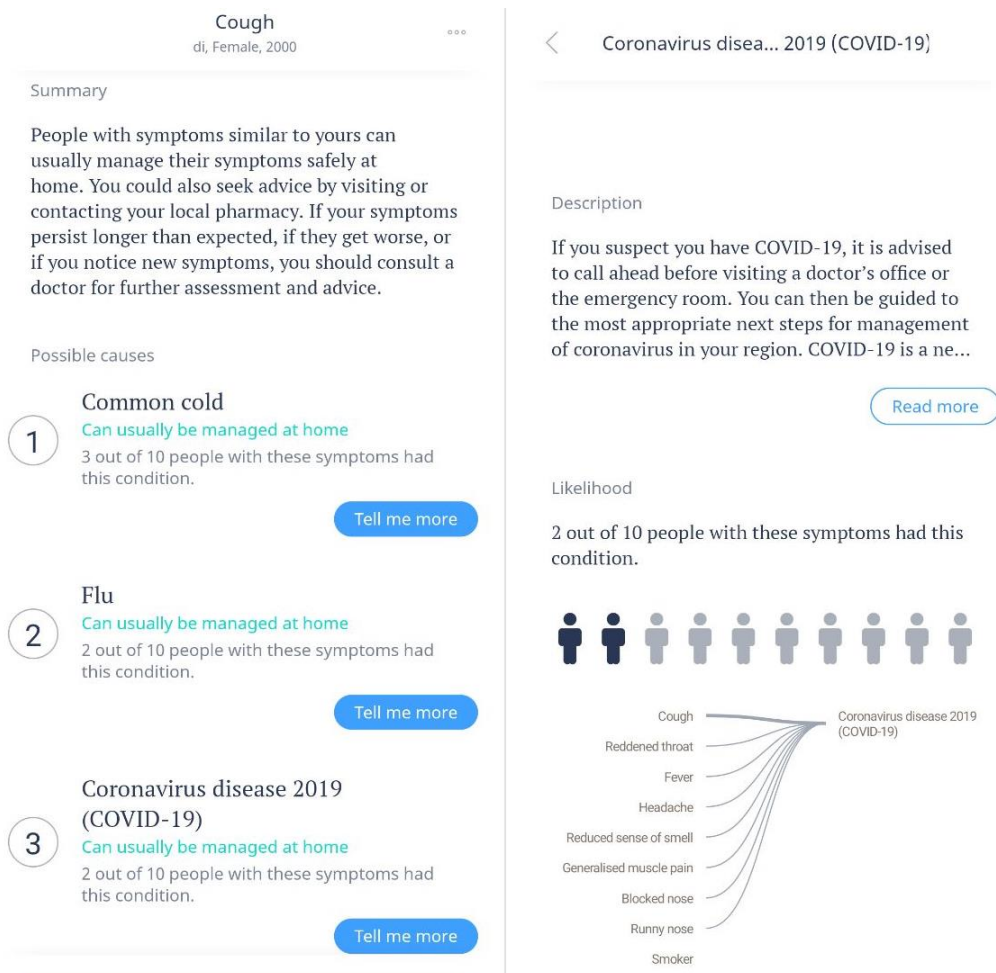 Cough
di, Female, 2000
Summary
People with symptoms similar to yours can
usually manage their symptoms safely at
home. You could also seek advice by visiting or
contacting your local pharmacy. If your symptoms
persist longer than expected, if they get worse, or
if you notice new symptoms, you should consult a
doctor for further assessment and advice.
Possible causes
1
Common cold
Can usually be managed at home
3 out of 10 people with these symptoms had
this condition.
Tell me more
2
Flu
Can usually be managed at home
2 out of 10 people with these symptoms had
this condition.
Tell me more
3
Coronavirus disease 2019
(COVID-19)
Can usually be managed at home
2 out of 10 people with these symptoms had
this condition.
Tell me more
Coronavirus disea... 2019 (COVID-19)
Description
If you suspect you have COVID-19, it is advised
to call ahead before visiting a doctor's office or
the emergency room. You can then be guided to
the most appropriate next steps for management
of coronavirus in your region. COVID-19 is a ne...
Read more
Likelihood
2 out of 10 people with these symptoms had this
condition.
Cough
Coronavirus disease 2019
(COVID-19)
Reddened throat
Fever
Headache
Reduced sense of smell
Generalised muscle pain
Blocked nose
Runny nose
Smoker